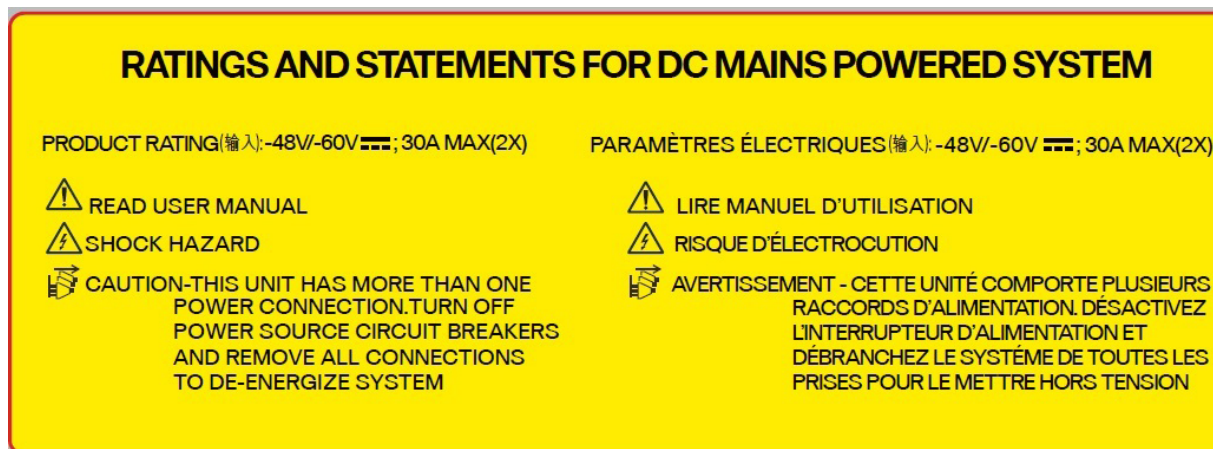 RATINGS AND STATEMENTS FOR DC MAINS POWERED SYSTEM
PRODUCT RATING(输入):-48V/-60V⎓; 30A MAX(2X)
READ USER MANUAL
SHOCK HAZARD
CAUTION-THIS UNIT HAS MORE THAN ONE
POWER CONNECTION.TURN OFF
POWER SOURCE CIRCUIT BREAKERS
AND REMOVE ALL CONNECTIONS
TO DE-ENERGIZE SYSTEM
PARAMÈTRES ÉLECTRIQUES(输入): -48V/-60V ⎓; 30A MAX(2X)
LIRE MANUEL D'UTILISATION
RISQUE D'ÉLECTROCUTION
AVERTISSEMENT - CETTE UNITÉ COMPORTE PLUSIEURS
RACCORDS D'ALIMENTATION. DÉSACTIVEZ
L'INTERRUPTEUR D'ALIMENTATION ET
DÉBRANCHEZ LE SYSTÉME DE TOUTES LES
PRISES POUR LE METTRE HORS TENSION